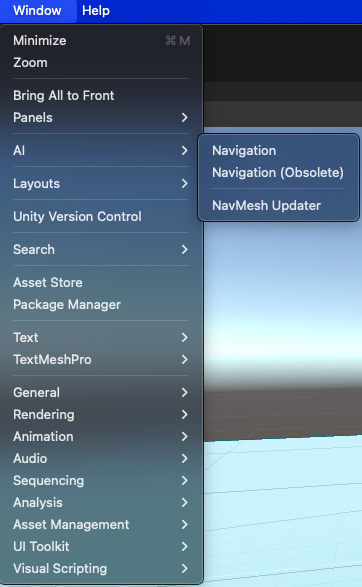 Window Help
Minimize ⌘ M
Zoom
Bring All to Front
Panels
AI
Navigation
Navigation (Obsolete)
NavMesh Updater
Layouts
Unity Version Control
Search
Asset Store
Package Manager
Text
TextMeshPro
General
Rendering
Animation
Audio
Sequencing
Analysis
Asset Management
UI Toolkit
Visual Scripting